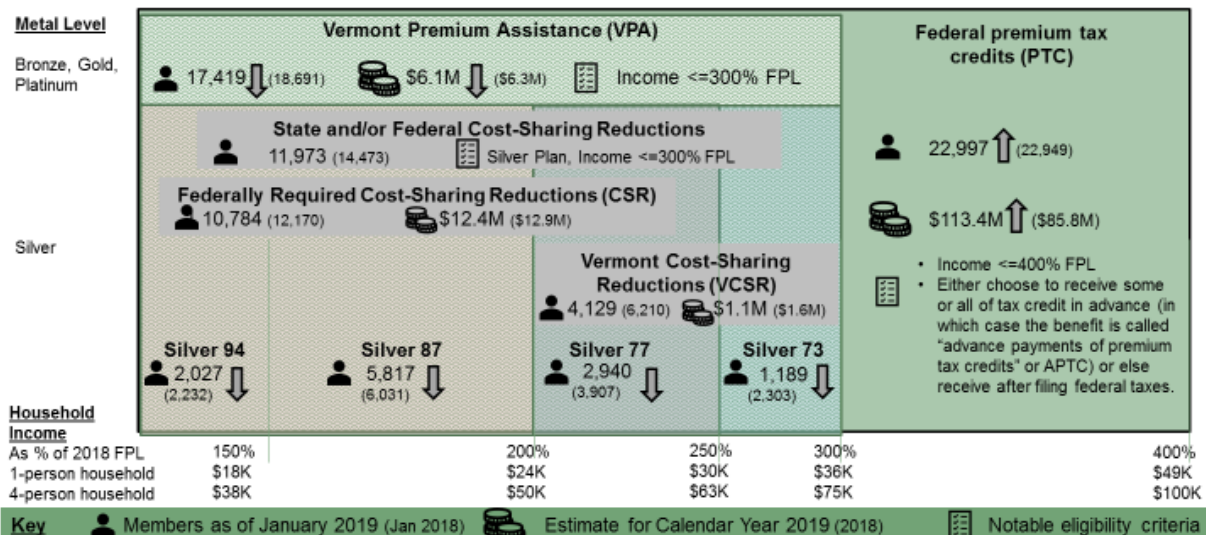 Metal Level
Bronze, Gold,
Platinum
Vermont Premium Assistance (VPA)
17,419 (18,691) $6.1M ($6.3M) Income <=300% FPL
Federal premium tax
credits (PTC)
22,997 (22,949)
$113.4M ($85.8M)
• Income <=400% FPL
• Either choose to receive some
or all of tax credit in advance (in
which case the benefit is called
“advance payments of premium
tax credits” or APTC) or else
receive after filing federal taxes.
State and/or Federal Cost-Sharing Reductions
11,973 (14,473) Silver Plan, Income <=300% FPL
Federally Required Cost-Sharing Reductions (CSR)
10,784 (12,170) $12.4M ($12.9M)
Silver
Vermont Cost-Sharing
Reductions (VCSR)
4,129 (6,210) $1.1M ($1.6M)
Silver 94
2,027
(2,232)
Silver 87
5,817
(6,031)
Silver 77
2,940
(3,907)
Silver 73
1,189
(2,303)
Household
Income
As % of 2018 FPL 150% 200% 250% 300% 400%
1-person household $18K $24K $30K $36K $49K
4-person household $38K $50K $63K $75K $100K
Key Members as of January 2019 (Jan 2018) Estimate for Calendar Year 2019 (2018) Notable eligibility criteria